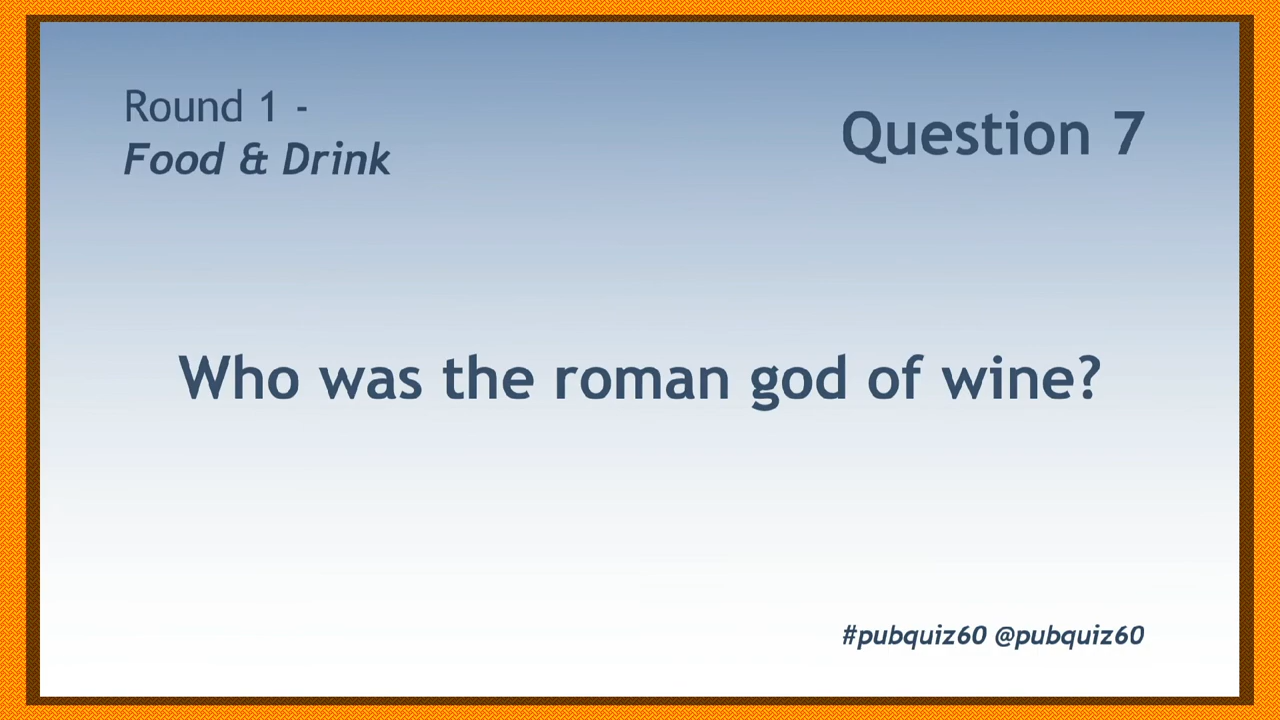 Round 1 -
Food & Drink
Question 7
Who was the roman god of wine?
#pubquiz60 @pubquiz60